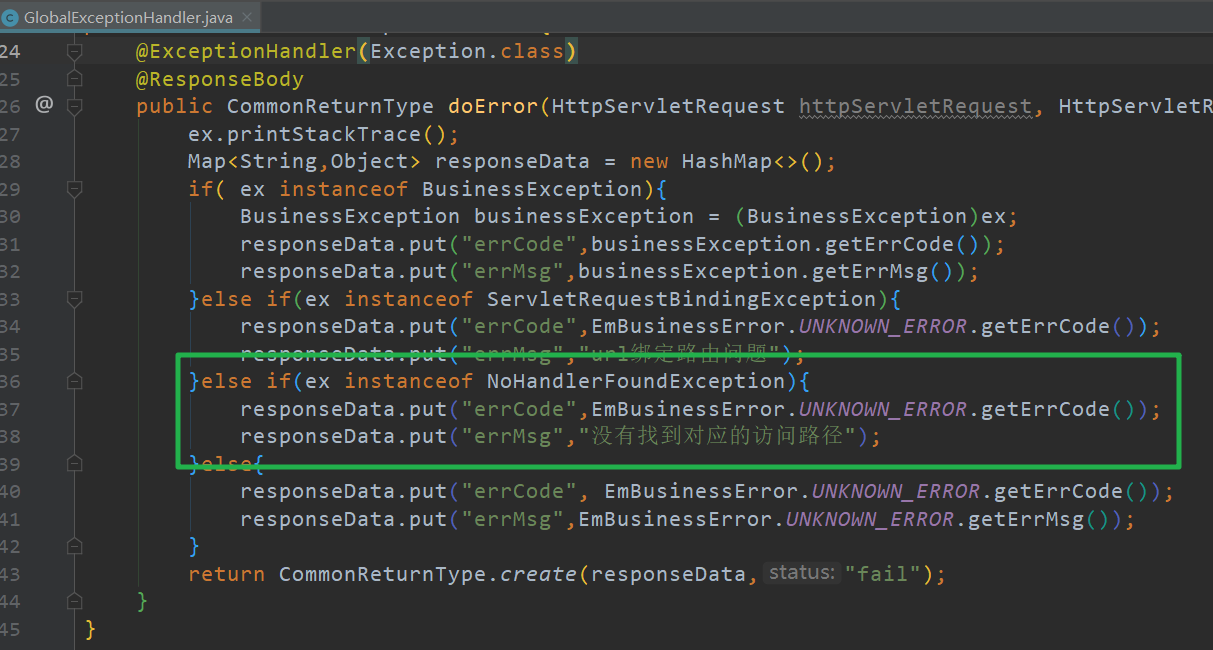 GlobalExceptionHandler.java
24 @ExceptionHandler(Exception.class)
25 @ResponseBody
26 @ public CommonReturnType doError(HttpServletRequest httpServletRequest, HttpServletR
27 ex.printStackTrace();
28 Map<String,Object> responseData = new HashMap<>();
29 if( ex instanceof BusinessException){
30 BusinessException businessException = (BusinessException)ex;
31 responseData.put("errCode",businessException.getErrCode());
32 responseData.put("errMsg",businessException.getErrMsg());
33 }else if(ex instanceof ServletRequestBindingException){
34 responseData.put("errCode",EmBusinessError.UNKNOWN_ERROR.getErrCode());
35 responseData.put("errMsg","url绑定路由问题");
36 }else if(ex instanceof NoHandlerFoundException){
37 responseData.put("errCode",EmBusinessError.UNKNOWN_ERROR.getErrCode());
38 responseData.put("errMsg","没有找到对应的访问路径");
39 }else{
40 responseData.put("errCode", EmBusinessError.UNKNOWN_ERROR.getErrCode());
41 responseData.put("errMsg",EmBusinessError.UNKNOWN_ERROR.getErrMsg());
42 }
43 return CommonReturnType.create(responseData, status: "fail");
44 }
45 }